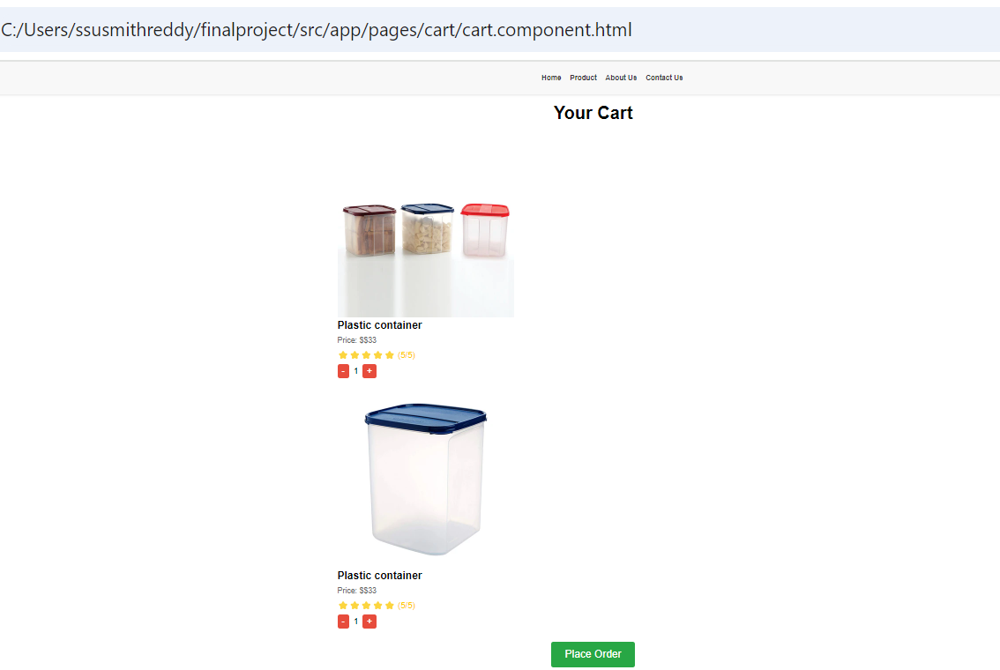 C:/Users/ssusmithreddy/finalproject/src/app/pages/cart/cart.component.html
Home Product About Us Contact Us
Your Cart
Plastic container
Price: $$33
(5/5)
- 1 +
Plastic container
Price: $$33
(5/5)
- 1 +
Place Order